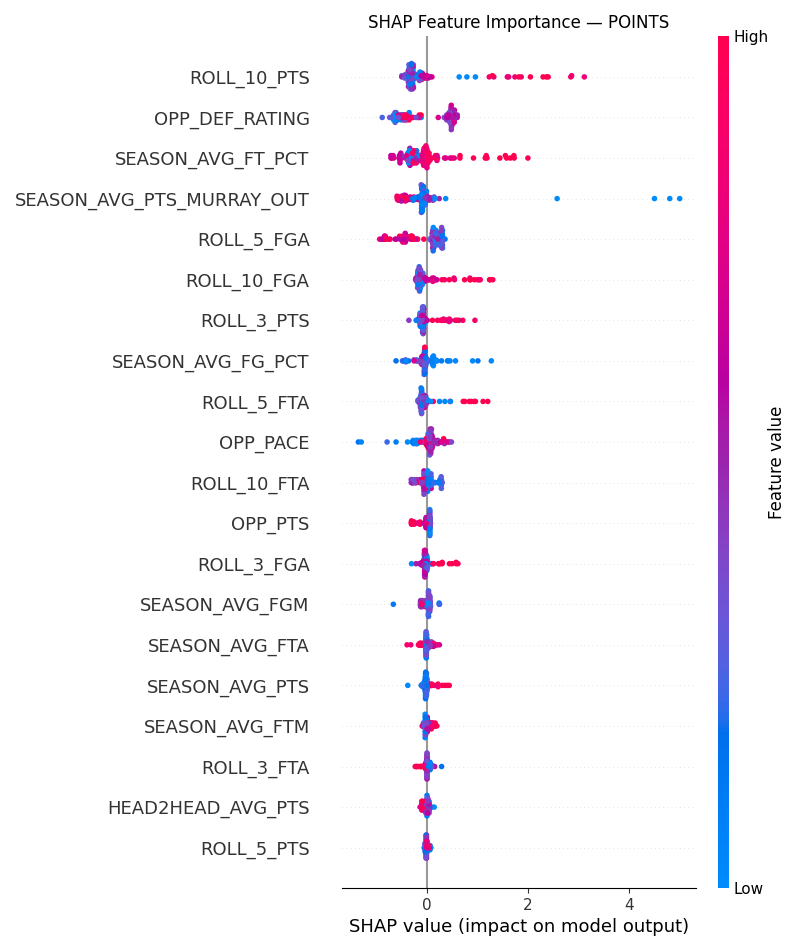 SHAP Feature Importance — POINTS
High
ROLL_10_PTS
OPP_DEF_RATING
SEASON_AVG_FT_PCT
SEASON_AVG_PTS_MURRAY_OUT
ROLL_5_FGA
ROLL_10_FGA
ROLL_3_PTS
SEASON_AVG_FG_PCT
ROLL_5_FTA
OPP_PACE
ROLL_10_FTA
OPP_PTS
ROLL_3_FGA
SEASON_AVG_FGM
SEASON_AVG_FTA
SEASON_AVG_PTS
SEASON_AVG_FTM
ROLL_3_FTA
HEAD2HEAD_AVG_PTS
ROLL_5_PTS
Feature value
Low
0 2 4
SHAP value (impact on model output)